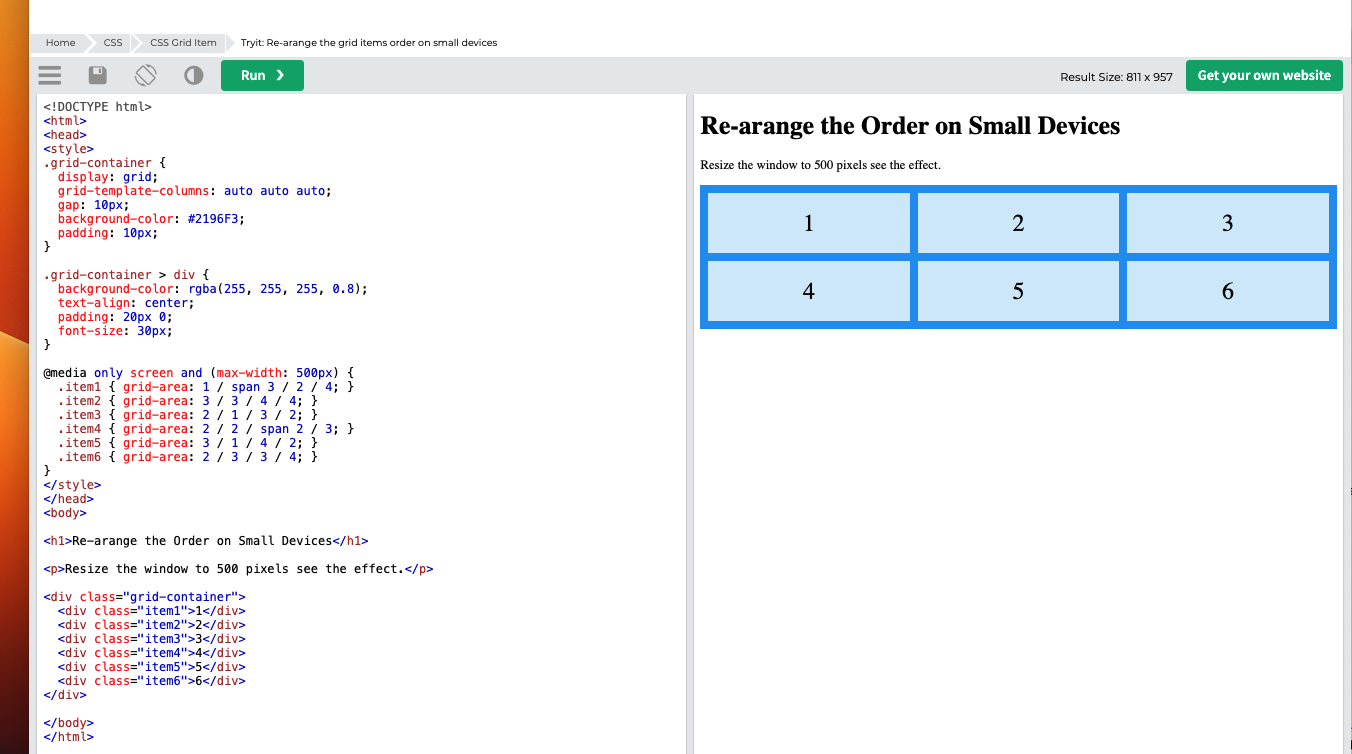 Home CSS CSS Grid Item Tryit: Re-arange the grid items order on small devices
Run ❯ Result Size: 811 x 957 Get your own website
<!DOCTYPE html>
<html>
<head>
<style>
.grid-container {
  display: grid;
  grid-template-columns: auto auto auto;
  gap: 10px;
  background-color: #2196F3;
  padding: 10px;
}

.grid-container > div {
  background-color: rgba(255, 255, 255, 0.8);
  text-align: center;
  padding: 20px 0;
  font-size: 30px;
}

@media only screen and (max-width: 500px) {
  .item1 { grid-area: 1 / span 3 / 2 / 4; }
  .item2 { grid-area: 3 / 3 / 4 / 4; }
  .item3 { grid-area: 2 / 1 / 3 / 2; }
  .item4 { grid-area: 2 / 2 / span 2 / 3; }
  .item5 { grid-area: 3 / 1 / 4 / 2; }
  .item6 { grid-area: 2 / 3 / 3 / 4; }
}
</style>
</head>
<body>

<h1>Re-arange the Order on Small Devices</h1>

<p>Resize the window to 500 pixels see the effect.</p>

<div class="grid-container">
  <div class="item1">1</div>
  <div class="item2">2</div>
  <div class="item3">3</div>
  <div class="item4">4</div>
  <div class="item5">5</div>
  <div class="item6">6</div>
</div>

</body>
</html>
Re-arange the Order on Small Devices
Resize the window to 500 pixels see the effect.
1 2 3
4 5 6